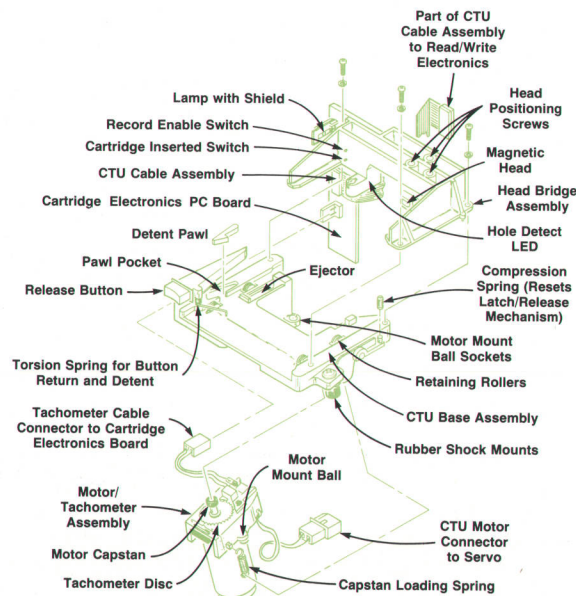 Part of CTU
Cable Assembly
to Read/Write
Electronics
Lamp with Shield
Head
Positioning
Screws
Record Enable Switch
Cartridge Inserted Switch
Magnetic
Head
CTU Cable Assembly
Cartridge Electronics PC Board
Head Bridge
Assembly
Detent Pawl
Hole Detect
LED
Pawl Pocket
Ejector
Release Button
Compression
Spring (Resets
Latch/Release
Mechanism)
Motor Mount
Ball Sockets
Torsion Spring for Button
Return and Detent
Retaining Rollers
Tachometer Cable
Connector to Cartridge
Electronics Board
CTU Base Assembly
Rubber Shock Mounts
Motor
Mount Ball
Motor/
Tachometer
Assembly
CTU Motor
Connector
to Servo
Motor Capstan
Tachometer Disc
Capstan Loading Spring